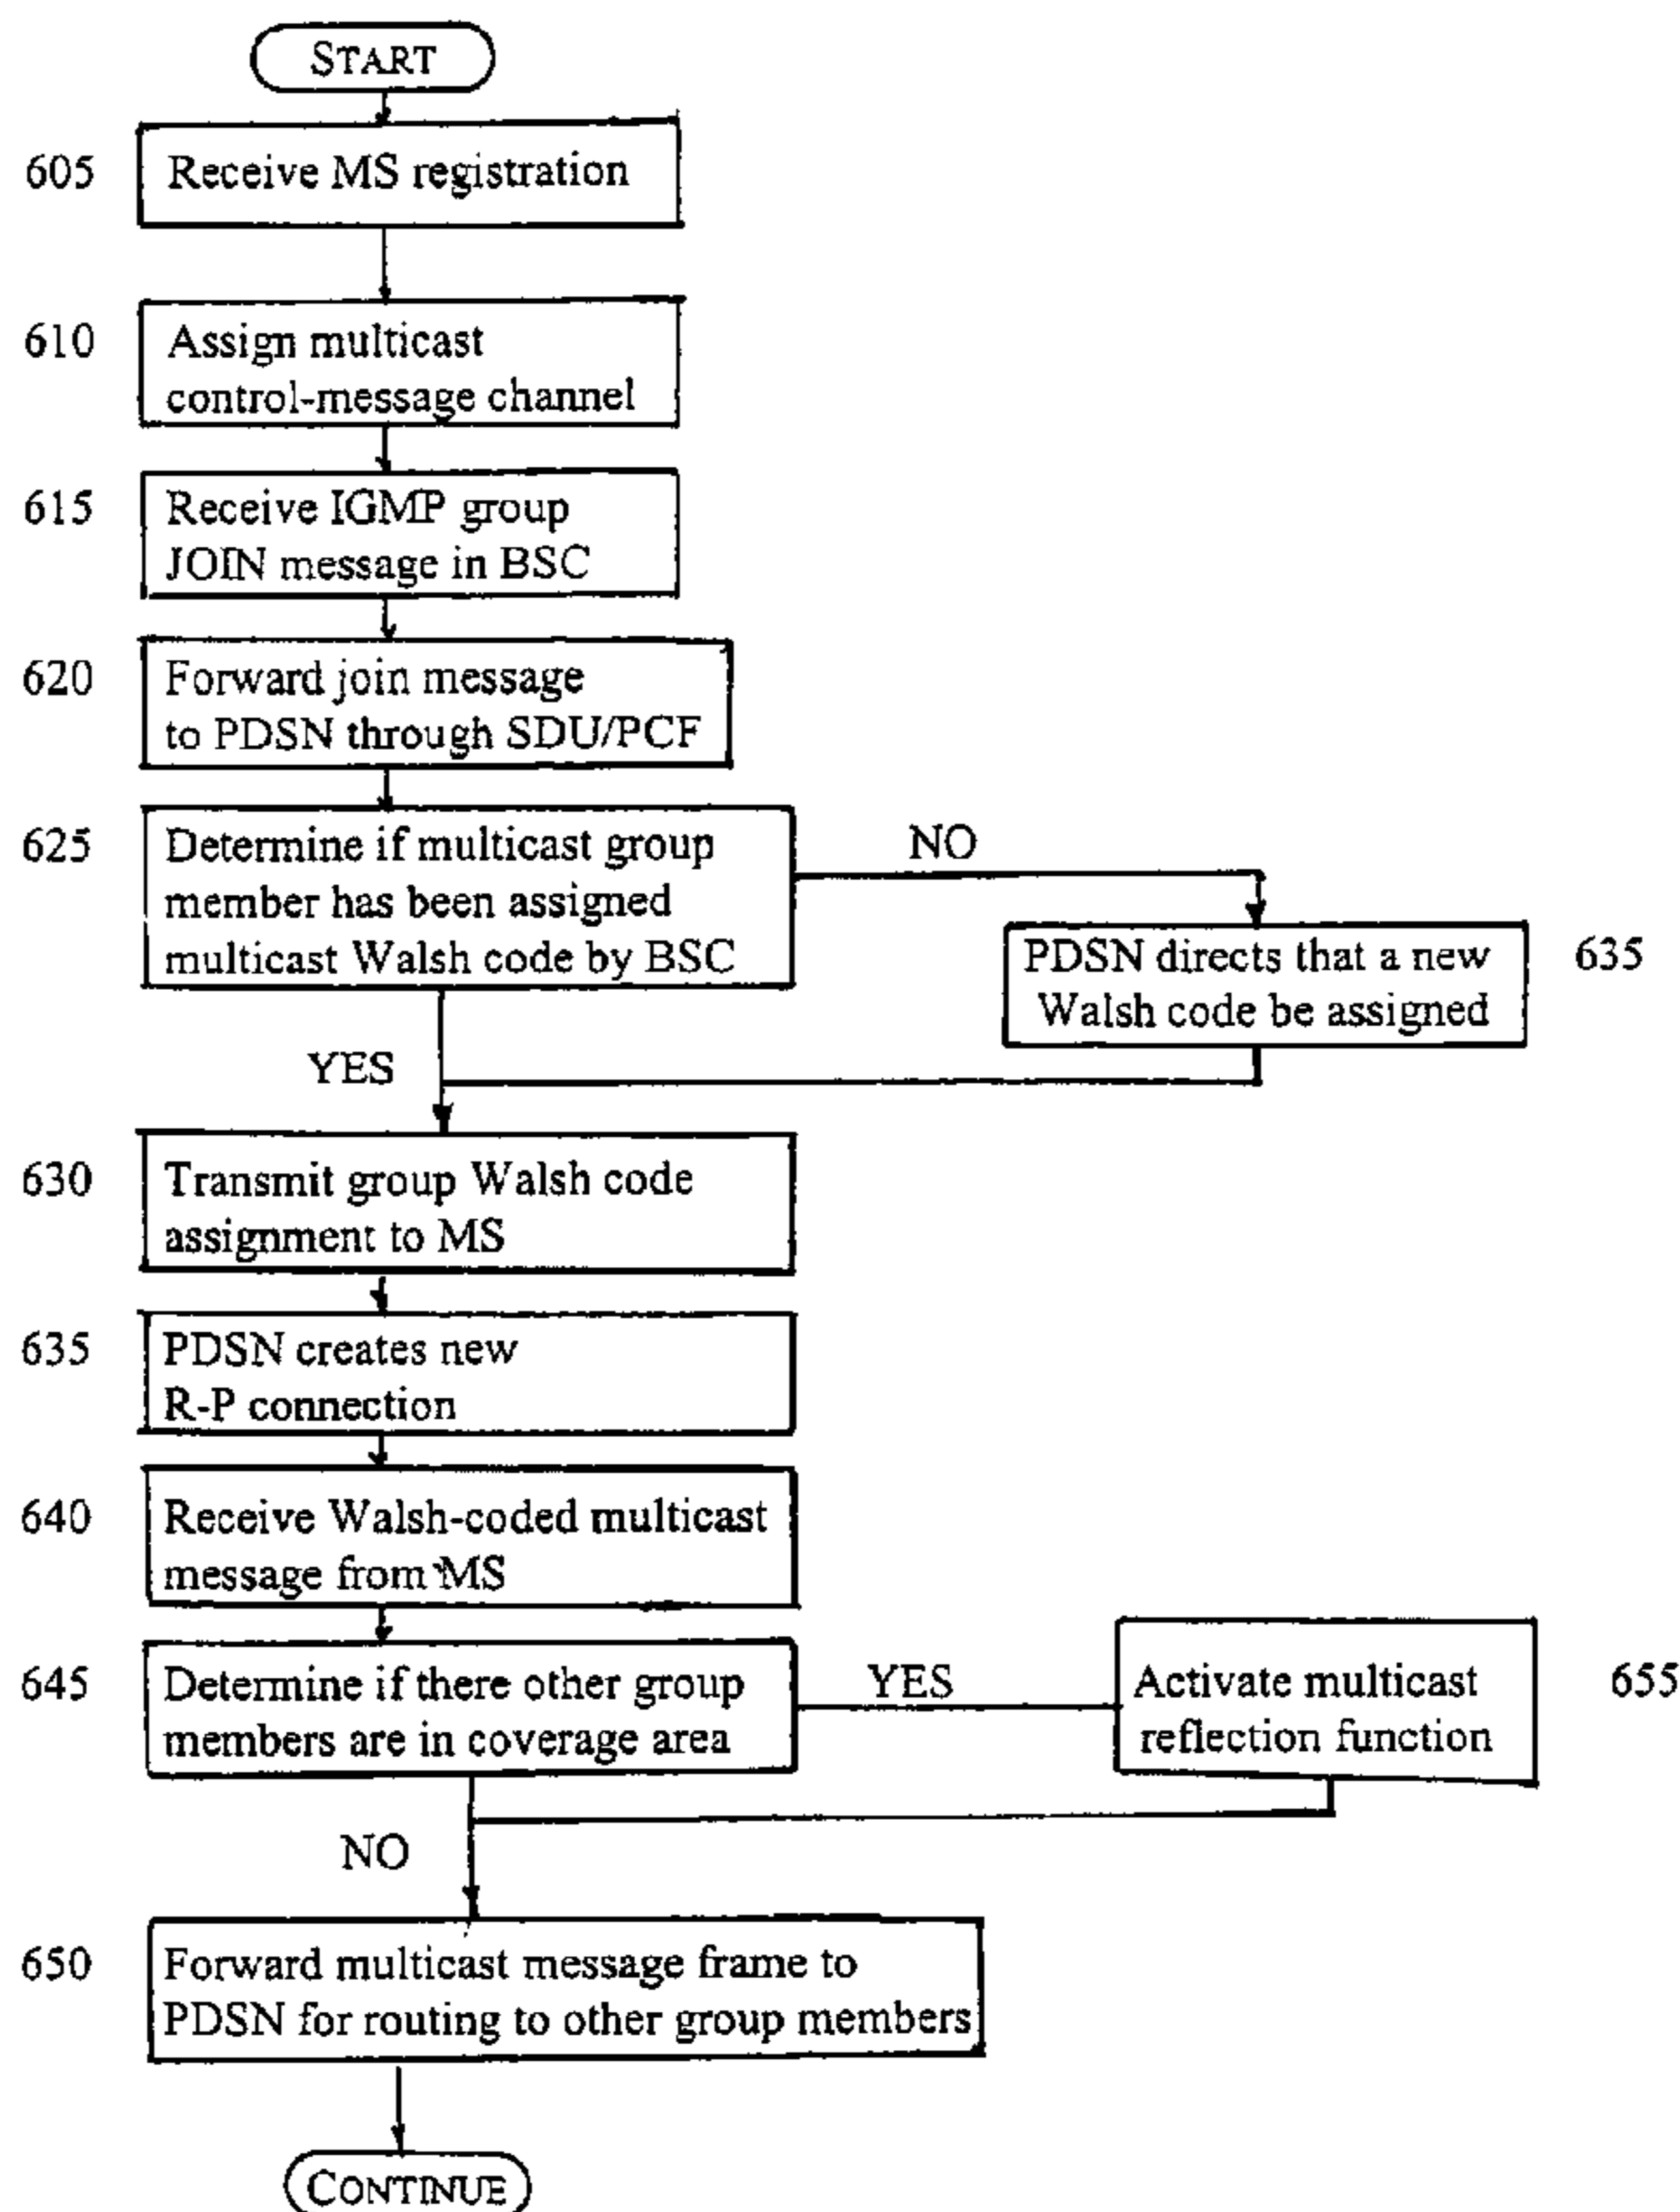 START
605 Receive MS registration
610 Assign multicast
control-message channel
615 Receive IGMP group
JOIN message in BSC
620 Forward join message
to PDSN through SDU/PCF
625 Determine if multicast group
member has been assigned
multicast Walsh code by BSC
NO
PDSN directs that a new 635
Walsh code be assigned
YES
630 Transmit group Walsh code
assignment to MS
635 PDSN creates new
R-P connection
640 Receive Walsh-coded multicast
message from MS
645 Determine if there other group
members are in coverage area
YES
Activate multicast 655
reflection function
NO
650 Forward multicast message frame to
PDSN for routing to other group members
CONTINUE